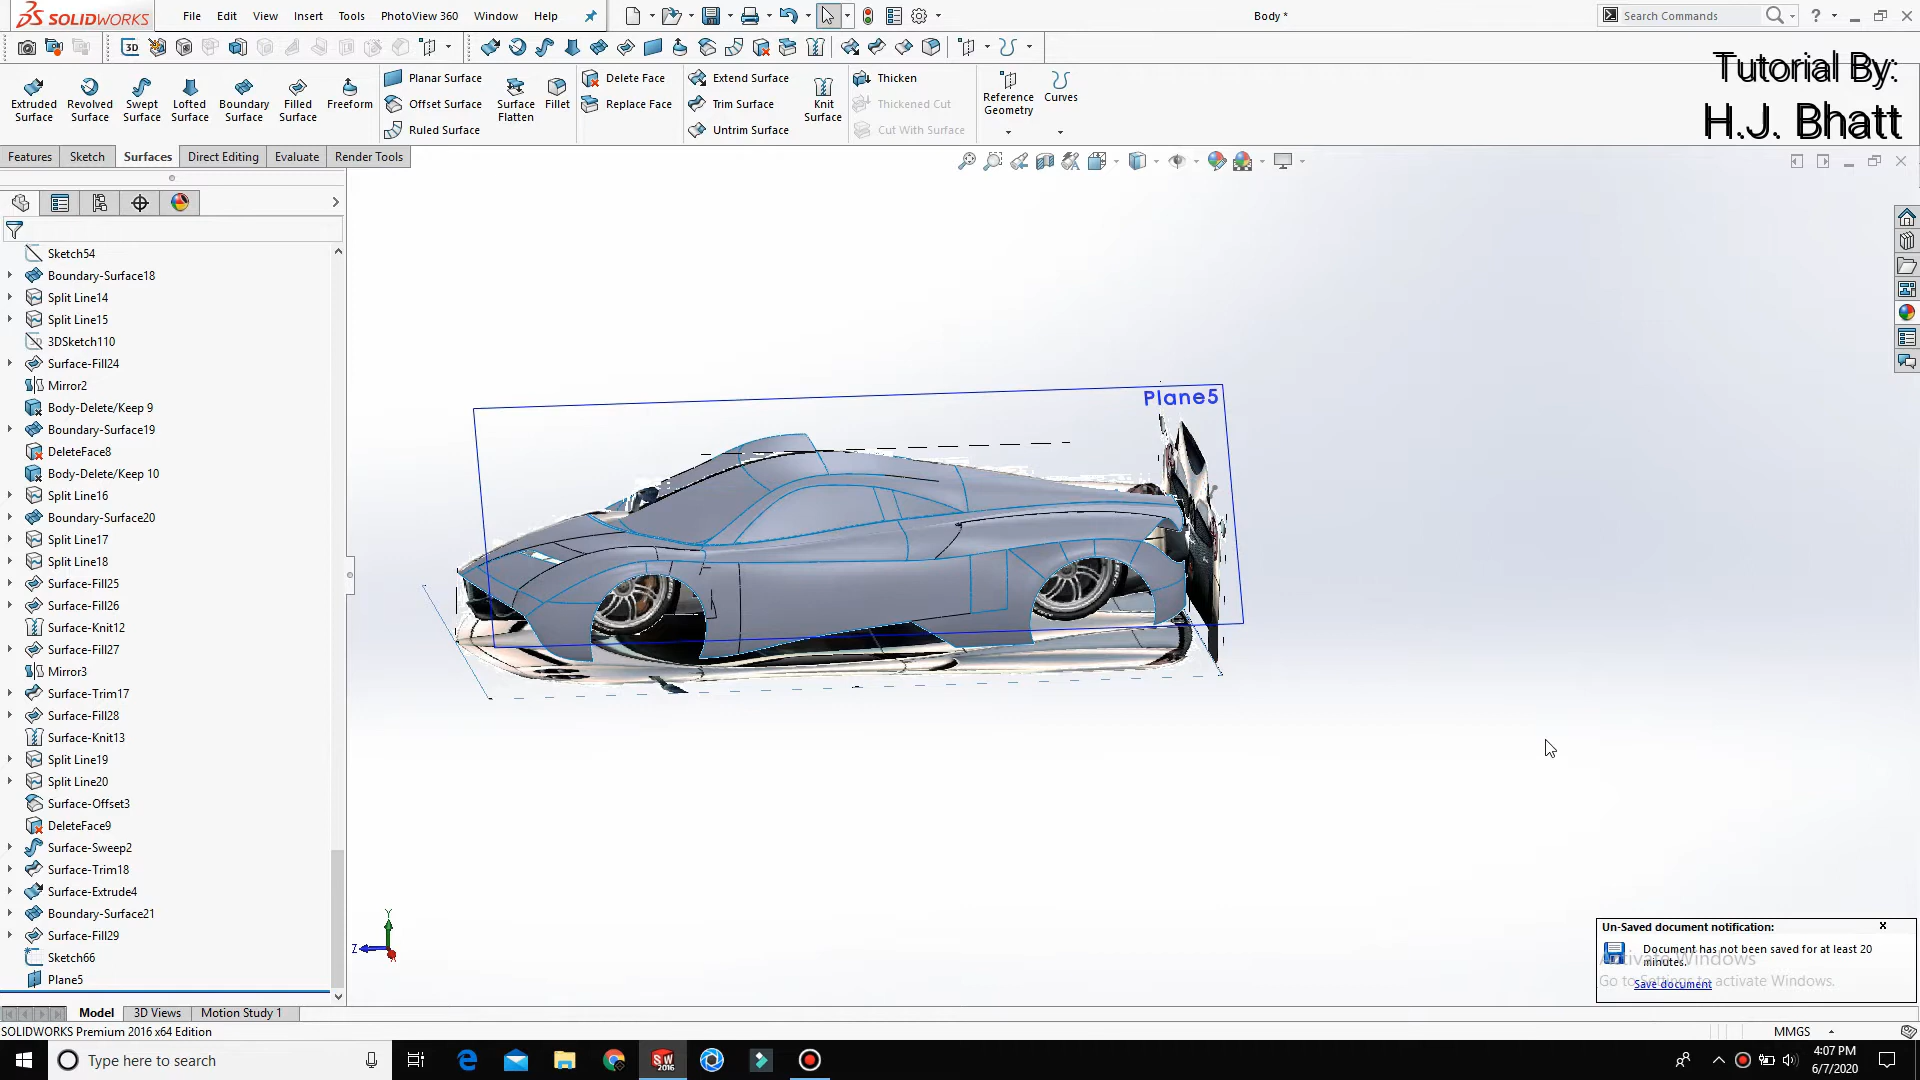 SOLIDWORKS
File
Edit
View
Insert
Tools
PhotoView 360
Window
Help
Body *
Search Commands
Tutorial By:
H.J. Bhatt
Extruded Surface
Revolved Surface
Swept Surface
Lofted Surface
Boundary Surface
Filled Surface
Freeform
Planar Surface
Offset Surface
Ruled Surface
Surface Flatten
Fillet
Delete Face
Replace Face
Extend Surface
Trim Surface
Untrim Surface
Knit Surface
Thicken
Thickened Cut
Cut With Surface
Reference Geometry
Curves
Features
Sketch
Surfaces
Direct Editing
Evaluate
Render Tools
Sketch54
Boundary-Surface18
Split Line14
Split Line15
3DSketch110
Surface-Fill24
Mirror2
Body-Delete/Keep 9
Boundary-Surface19
DeleteFace8
Body-Delete/Keep 10
Split Line16
Boundary-Surface20
Split Line17
Split Line18
Surface-Fill25
Surface-Fill26
Surface-Knit12
Surface-Fill27
Mirror3
Surface-Trim17
Surface-Fill28
Surface-Knit13
Split Line19
Split Line20
Surface-Offset3
DeleteFace9
Surface-Sweep2
Surface-Trim18
Surface-Extrude4
Boundary-Surface21
Surface-Fill29
Sketch66
Plane5
Plane5
Y
Z
Un-Saved document notification:
Document has not been saved for at least 20 minutes.
Save document
Activate Windows
Go to Settings to activate Windows.
Model
3D Views
Motion Study 1
SOLIDWORKS Premium 2016 x64 Edition
MMGS
Type here to search
4:07 PM
6/7/2020